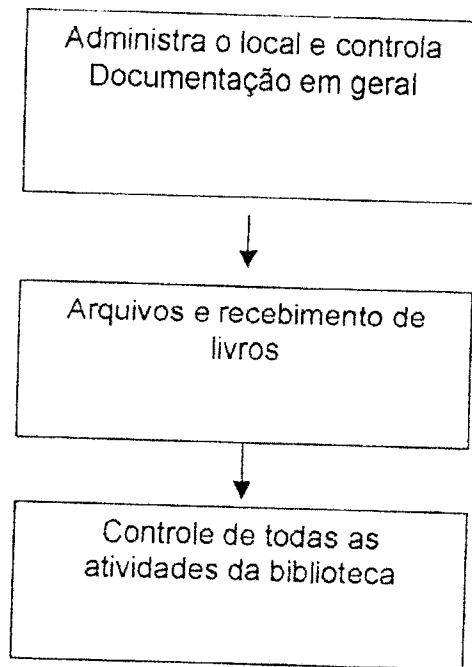 Administra o local e controla
Documentação em geral
Arquivos e recebimento de
livros
Controle de todas as
atividades da biblioteca